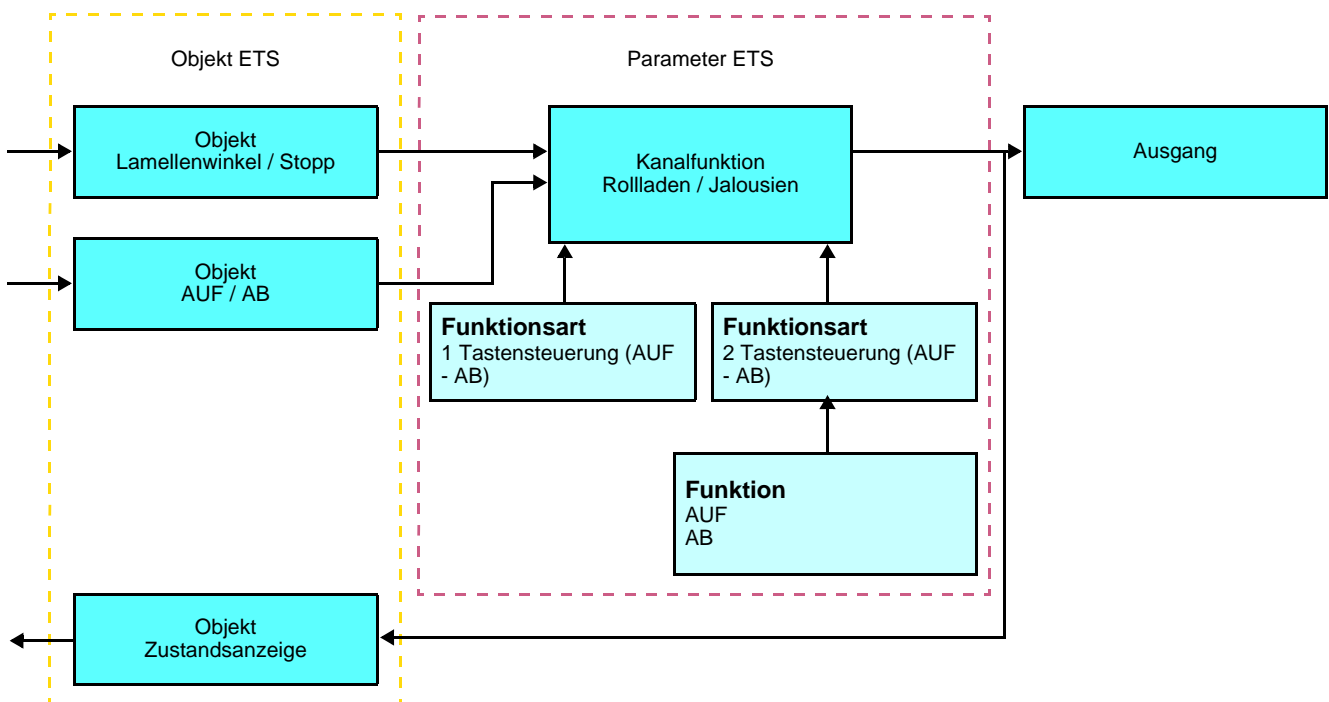 Objekt ETS
Parameter ETS
Objekt
Lamellenwinkel / Stopp
Kanalfunktion
Rollladen / Jalousien
Ausgang
Objekt
AUF / AB
Funktionsart
1 Tastensteuerung (AUF
- AB)
Funktionsart
2 Tastensteuerung (AUF
- AB)
Funktion
AUF
AB
Objekt
Zustandsanzeige